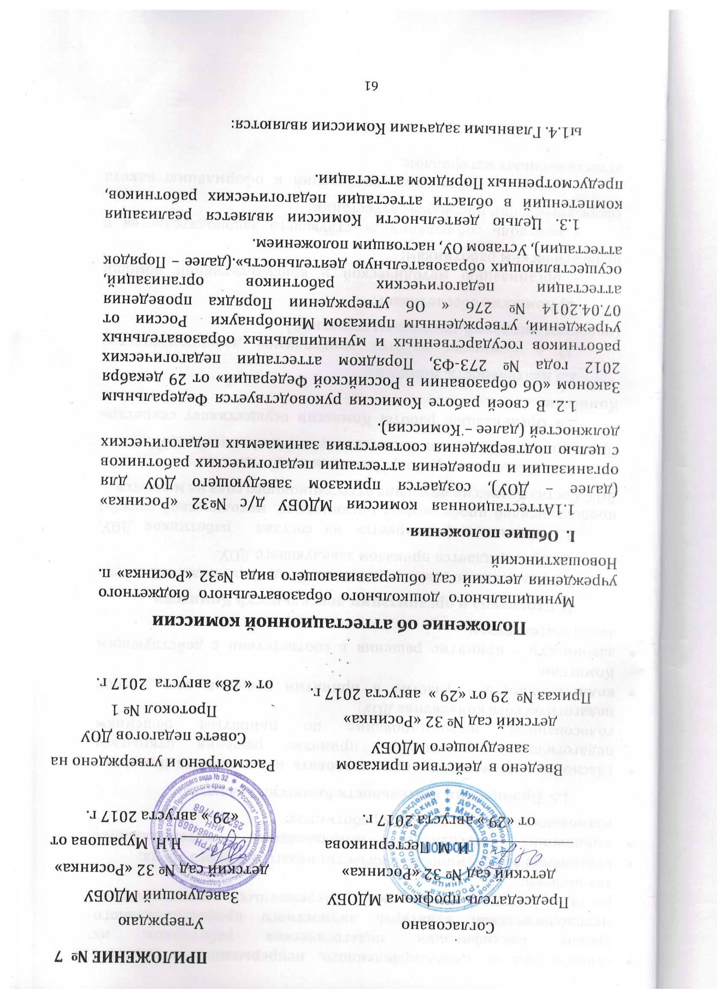 ПРИЛОЖЕНИЕ № 7
Согласовано
Председатель профкома МДОБУ
детский сад № 32 «Росинка»
И. М. Пестерникова
от «29 » августа 2017 г.
Утверждаю
Заведующий МДОБУ
детский сад № 32 «Росинка»
Н.Н. Мурашова от
«29 » августа 2017 г.
Введено в действие приказом
заведующего МДОБУ
детский сад № 32 «Росинка»
Приказ № 29 от «29 » августа 2017 г.
Рассмотрено и утверждено на
Совете педагогов ДОУ
Протокол № 1
от « 28» августа 2017 г.
Положение об аттестационной комиссии
Муниципального дошкольного образовательного бюджетного
учреждения детский сад общеразвивающего вида №32 «Росинка» п.
Новошахтинский
I. Общие положения.
1.1Аттестационная комиссия МДОБУ д/с №32 «Росинка»
(далее – ДОУ), создается приказом заведующего ДОУ для
организации и проведения аттестации педагогических работников
с целью подтверждения соответствия занимаемых педагогических
должностей (далее – Комиссия).
1.2. В своей работе Комиссия руководствуется Федеральным
Законом «Об образовании в Российской Федерации» от 29 декабря
2012 года № 273-ФЗ, Порядком аттестации педагогических
работников государственных и муниципальных образовательных
учреждений, утвержденным приказом Минобрнауки России от
07.04.2014 № 276 « Об утверждении Порядка проведения
аттестации педагогических работников организаций,
осуществляющих образовательную деятельность».(далее – Порядок
аттестации), Уставом ОУ, настоящим положением.
1.3. Целью деятельности Комиссии является реализация
компетенций в области аттестации педагогических работников,
предусмотренных Порядком аттестации.
ы1.4. Главными задачами Комиссии являются:
61